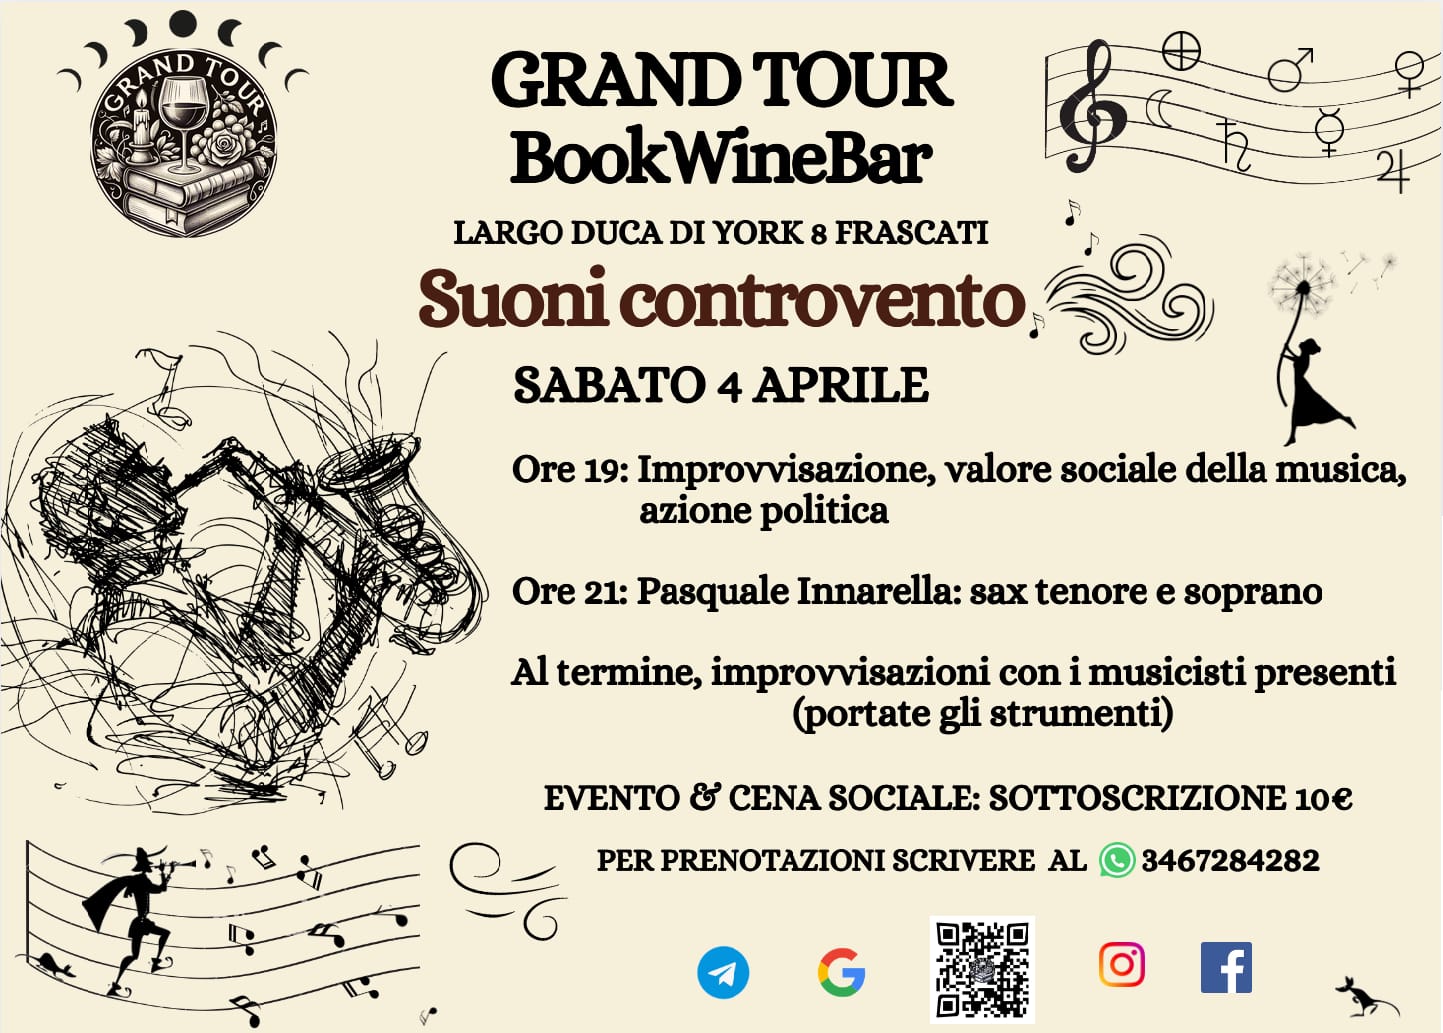 GRAND TOUR
GRAND TOUR
BookWineBar
LARGO DUCA DI YORK 8 FRASCATI
Suoni controvento
SABATO 4 APRILE
Ore 19: Improvvisazione, valore sociale della musica,
azione politica
Ore 21: Pasquale Innarella: sax tenore e soprano
Al termine, improvvisazioni con i musicisti presenti
(portate gli strumenti)
EVENTO & CENA SOCIALE: SOTTOSCRIZIONE 10€
PER PRENOTAZIONI SCRIVERE AL 3467284282